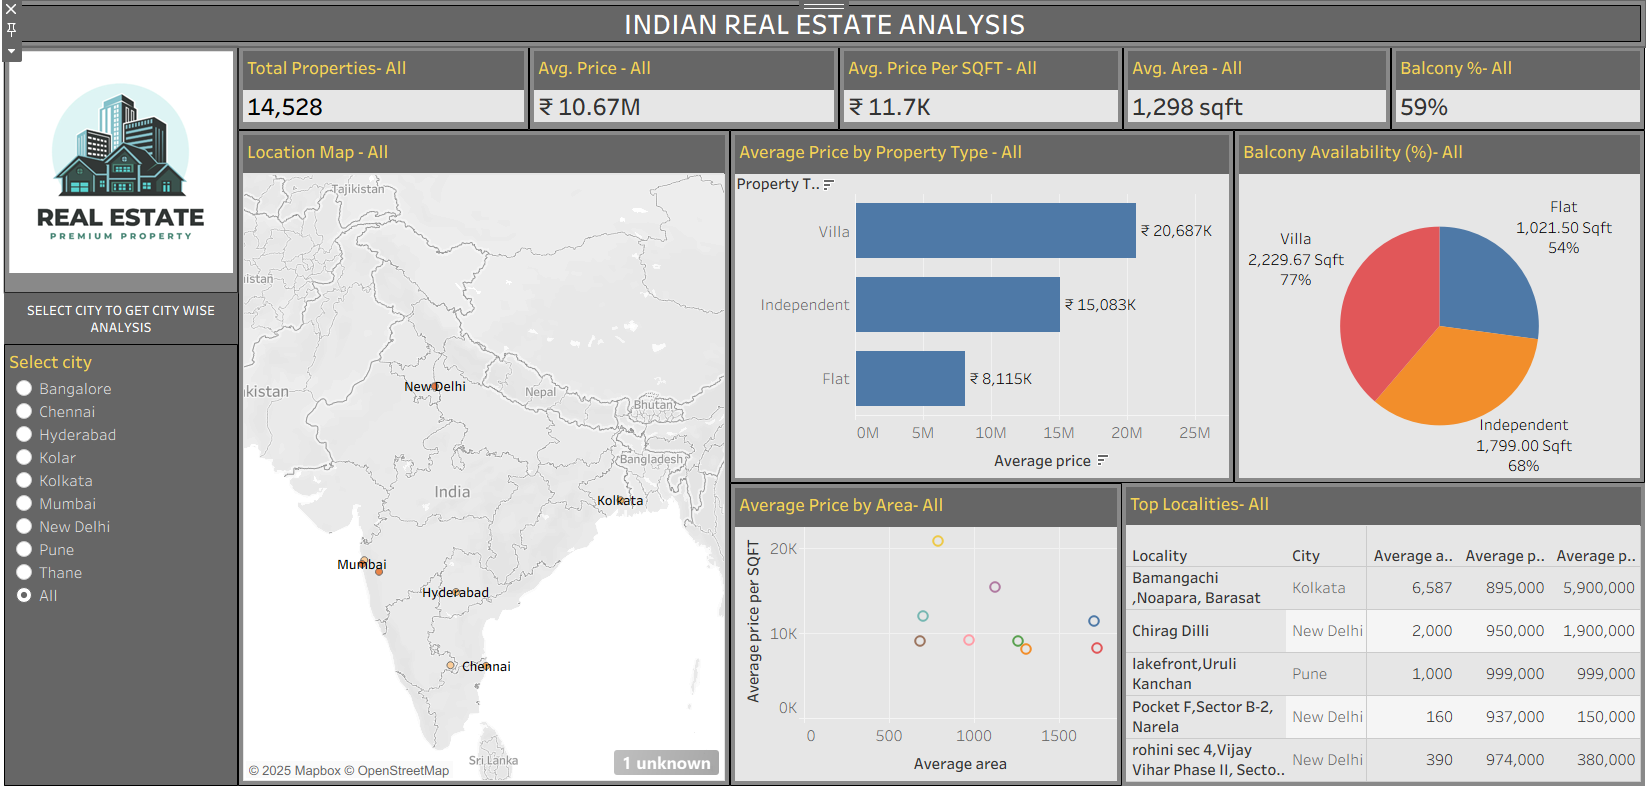 INDIAN REAL ESTATE ANALYSIS
REAL ESTATE
PREMIUM PROPERTY
SELECT CITY TO GET CITY WISE
ANALYSIS
Select city
Bangalore
Chennai
Hyderabad
Kolar
Kolkata
Mumbai
New Delhi
Pune
Thane
All
Total Properties- All
14,528
Avg. Price - All
₹ 10.67M
Avg. Price Per SQFT - All
₹ 11.7K
Avg. Area - All
1,298 sqft
Balcony %- All
59%
Location Map - All
Tajikistan
istan
kistan
New Delhi
Nepal
Bhutan
Bangladesh
India
Kolkata
Mumbai
Hyderabad
Chennai
Sri Lanka
© 2025 Mapbox © OpenStreetMap
1 unknown
Average Price by Property Type - All
Property T..
Villa
₹ 20,687K
Independent
₹ 15,083K
Flat
₹ 8,115K
0M 5M 10M 15M 20M 25M
Average price
Balcony Availability (%)- All
Flat
1,021.50 Sqft
54%
Villa
2,229.67 Sqft
77%
Independent
1,799.00 Sqft
68%
Average Price by Area- All
Average price per SQFT
20K
10K
0K
0 500 1000 1500
Average area
Top Localities- All
Locality City Average a.. Average p.. Average p..
Bamangachi
,Noapara, Barasat Kolkata 6,587 895,000 5,900,000
Chirag Dilli New Delhi 2,000 950,000 1,900,000
lakefront,Uruli
Kanchan Pune 1,000 999,000 999,000
Pocket F,Sector B-2,
Narela New Delhi 160 937,000 150,000
rohini sec 4,Vijay
Vihar Phase II, Secto.. New Delhi 390 974,000 380,000